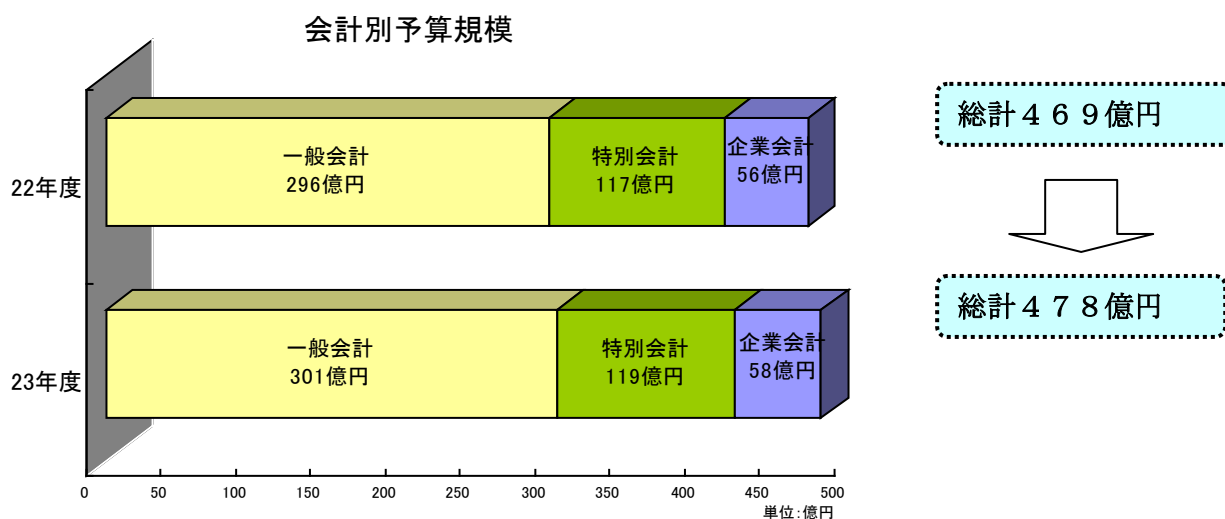 会計別予算規模
22年度
一般会計
296億円
特別会計
117億円
企業会計
56億円
総計469億円
23年度
一般会計
301億円
特別会計
119億円
企業会計
58億円
総計478億円
0 50 100 150 200 250 300 350 400 450 500
単位:億円